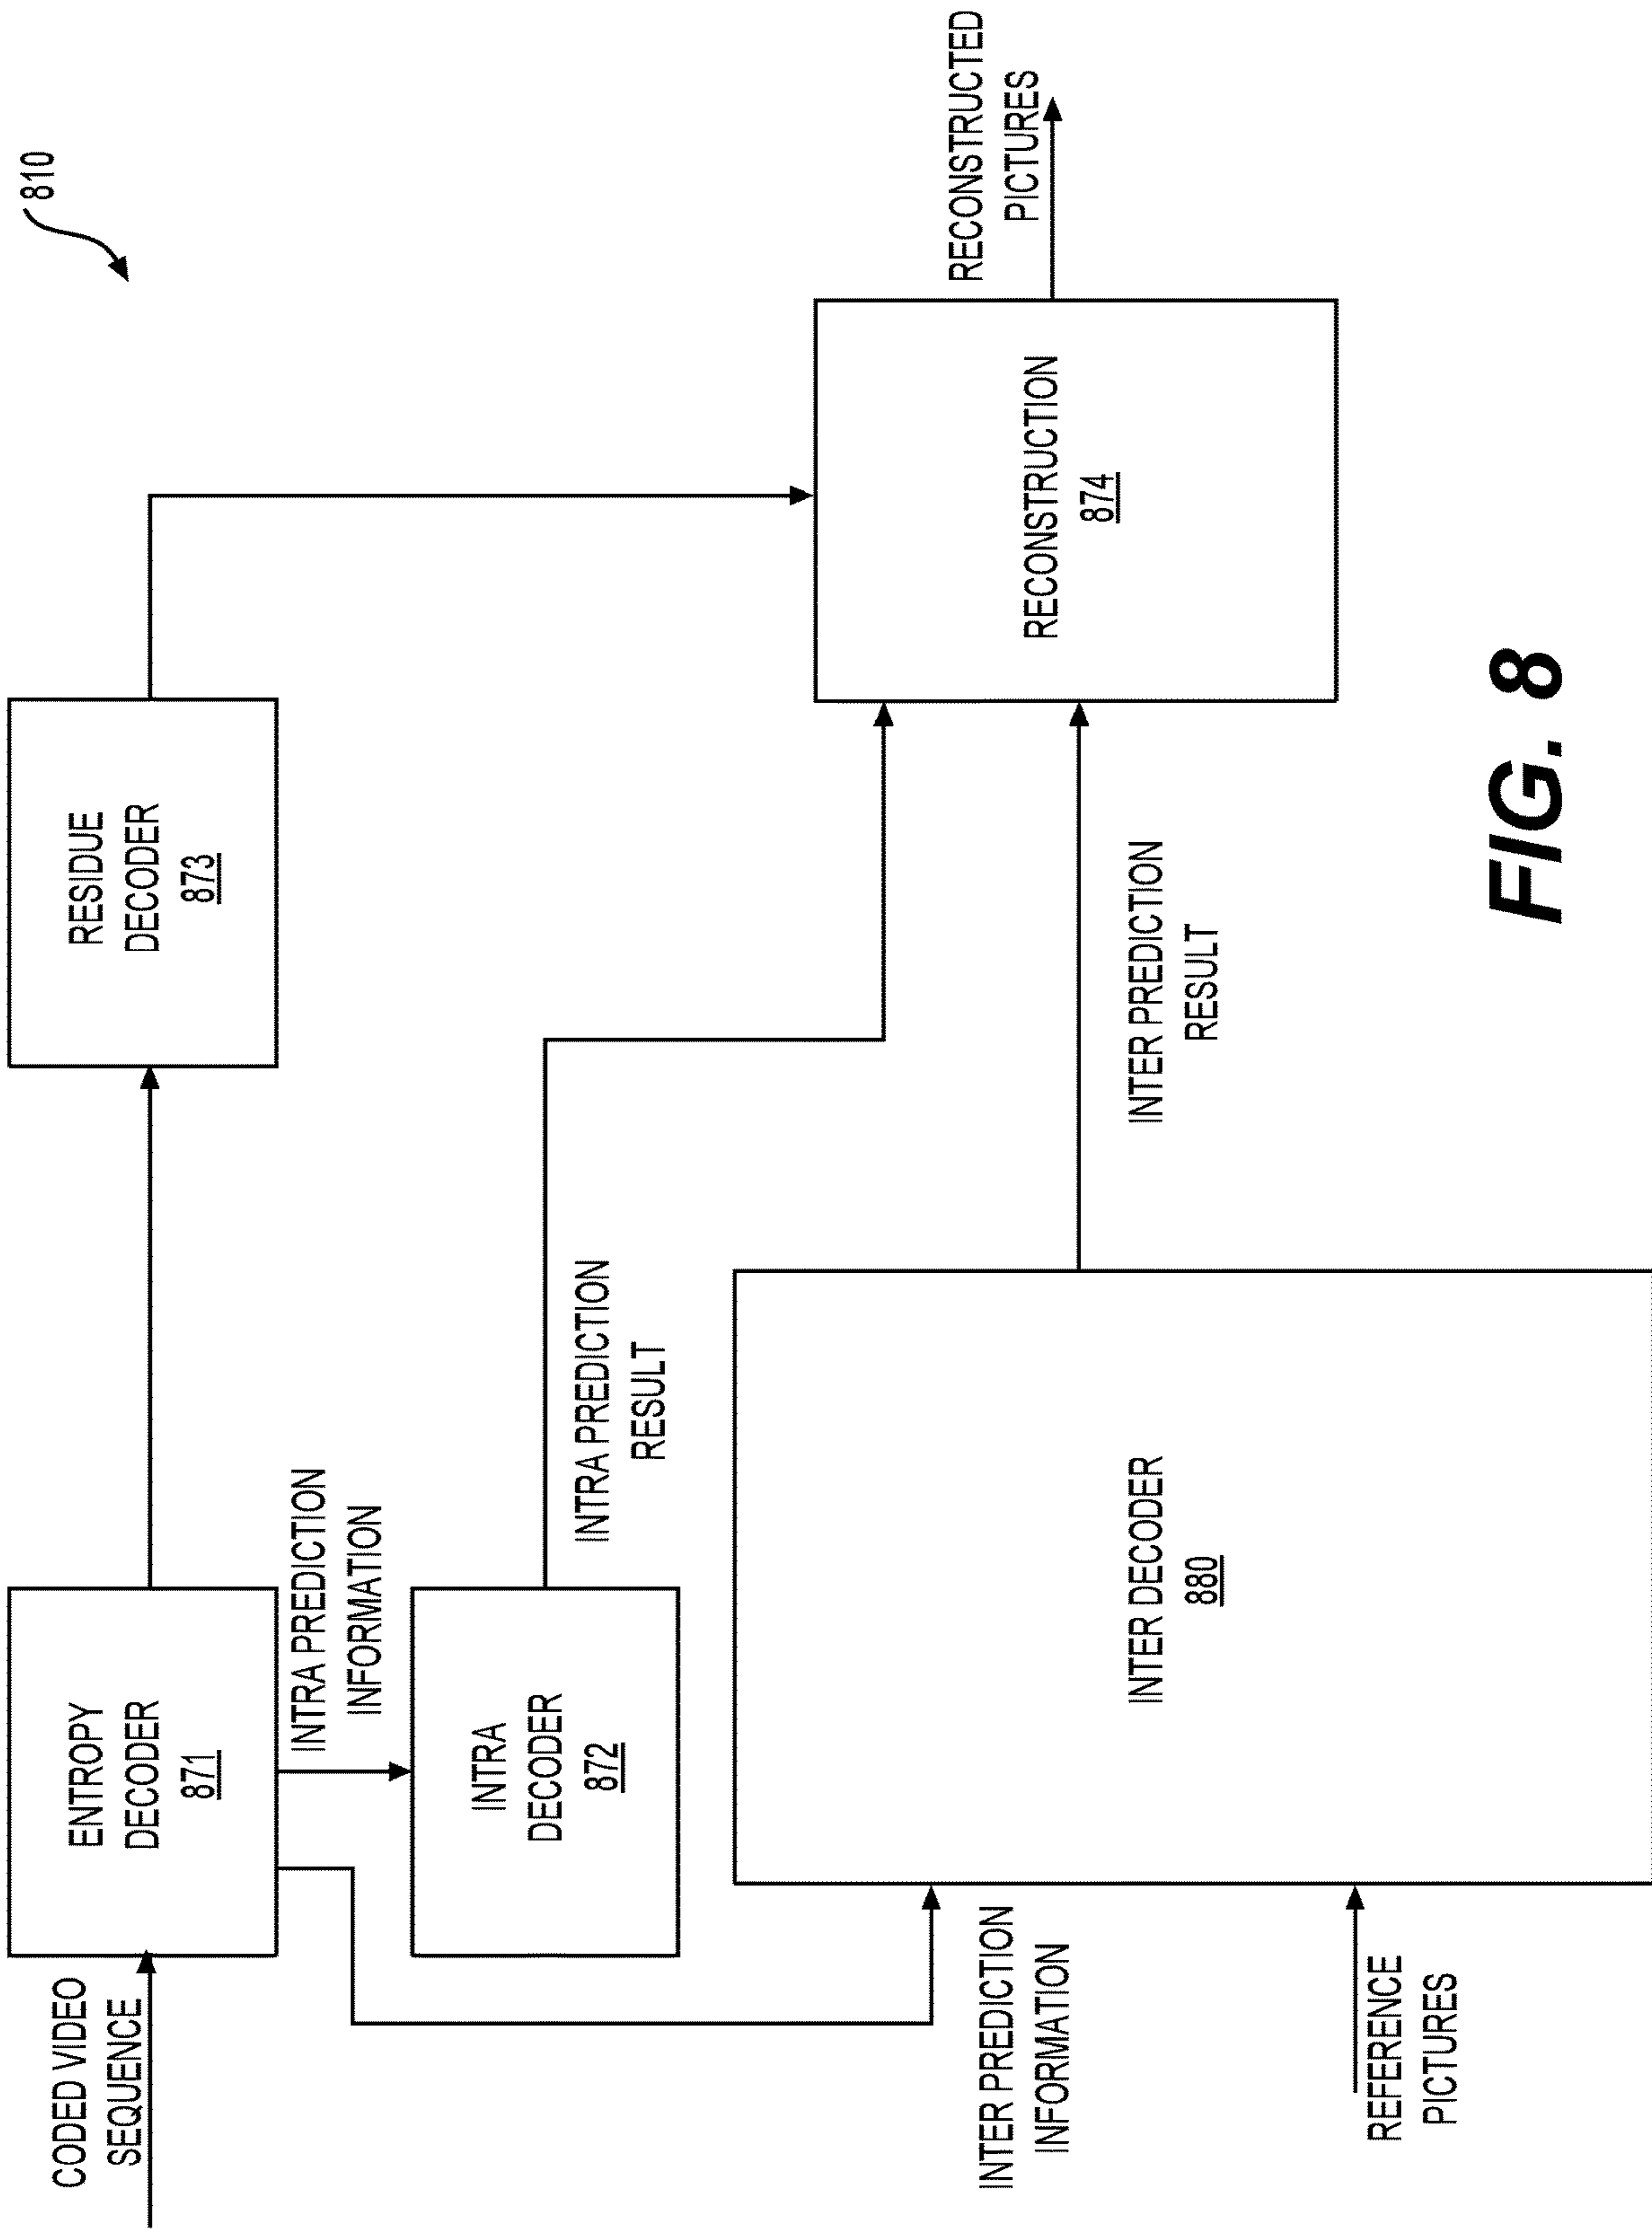 810
CODED VIDEO
SEQUENCE
ENTROPY
DECODER
871
RESIDUE
DECODER
873
INTRA PREDICTION
INFORMATION
INTRA
DECODER
872
INTRA PREDICTION
RESULT
RECONSTRUCTED
PICTURES
RECONSTRUCTION
874
INTER PREDICTION
INFORMATION
INTER DECODER
880
INTER PREDICTION
RESULT
REFERENCE
PICTURES
FIG. 8